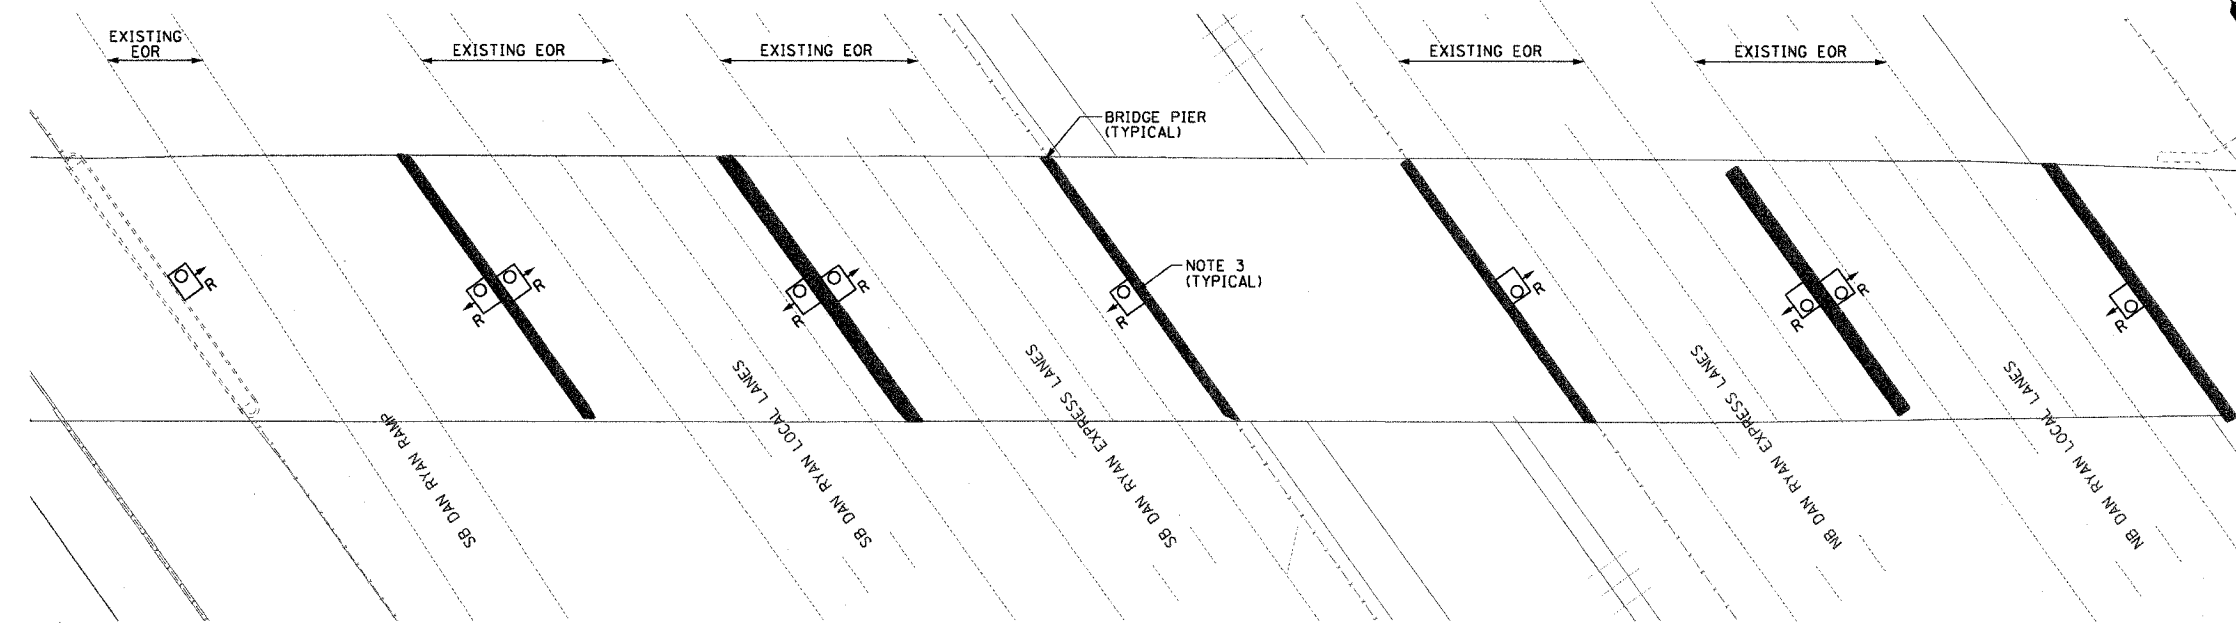 EXISTING
EOR
EXISTING EOR
EXISTING EOR
EXISTING EOR
EXISTING EOR
BRIDGE PIER
(TYPICAL)
NOTE 3
(TYPICAL)
R
R
R
R
R
R
R
R
R
R
SB DAN RYAN RAMP
SB DAN RYAN LOCAL LANES
SB DAN RYAN EXPRESS LANES
NB DAN RYAN EXPRESS LANES
NB DAN RYAN LOCAL LANES